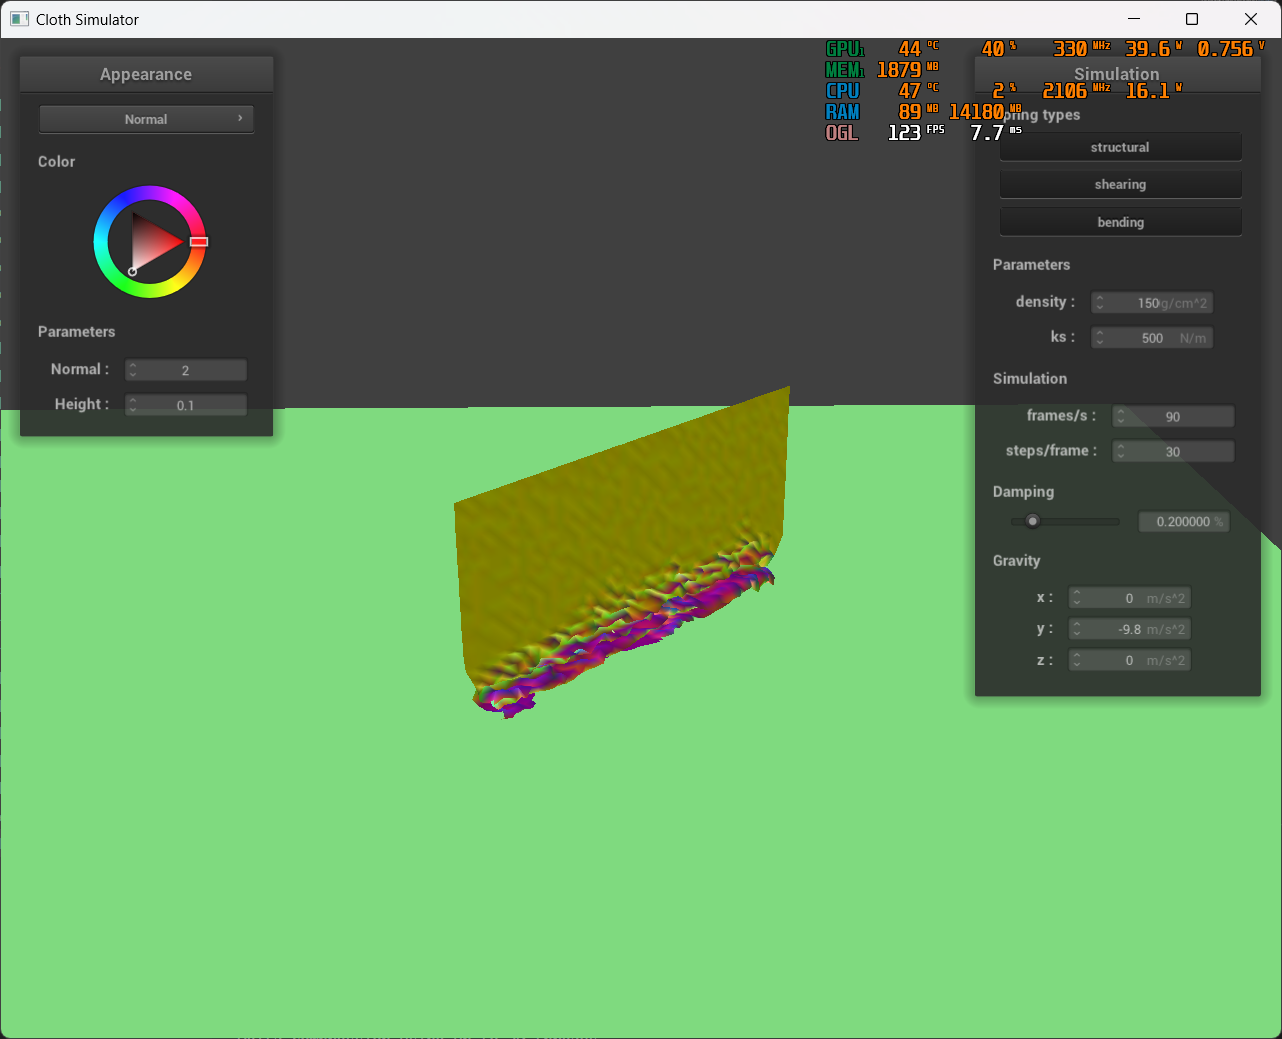 Cloth Simulator
GPU1 44 °C 40 % 330 MHz 39.6 W 0.756 V
MEM1 1879 MB
CPU 47 °C 2 % 2106 MHz 16.1 W
RAM 89 MB 14180 MB
OGL 123 FPS 7.7 ms
Appearance
Normal
Color
Parameters
Normal : 2
Height : 0.1
Simulation
pring types
structural
shearing
bending
Parameters
density : 150 g/cm^2
ks : 500 N/m
Simulation
frames/s : 90
steps/frame : 30
Damping
0.200000 %
Gravity
x : 0 m/s^2
y : -9.8 m/s^2
z : 0 m/s^2